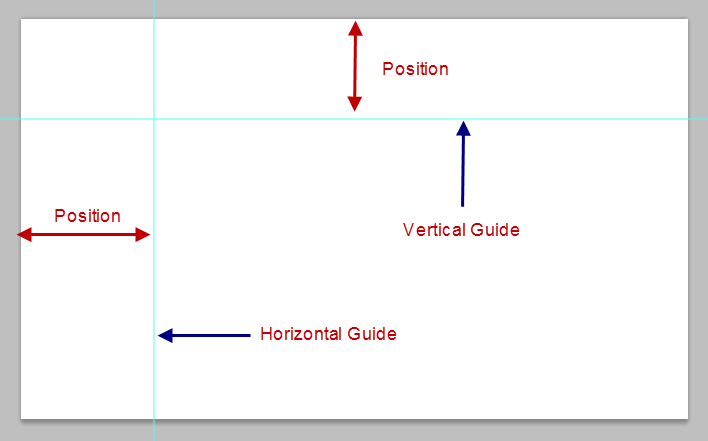 Position
Position
Vertical Guide
Horizontal Guide